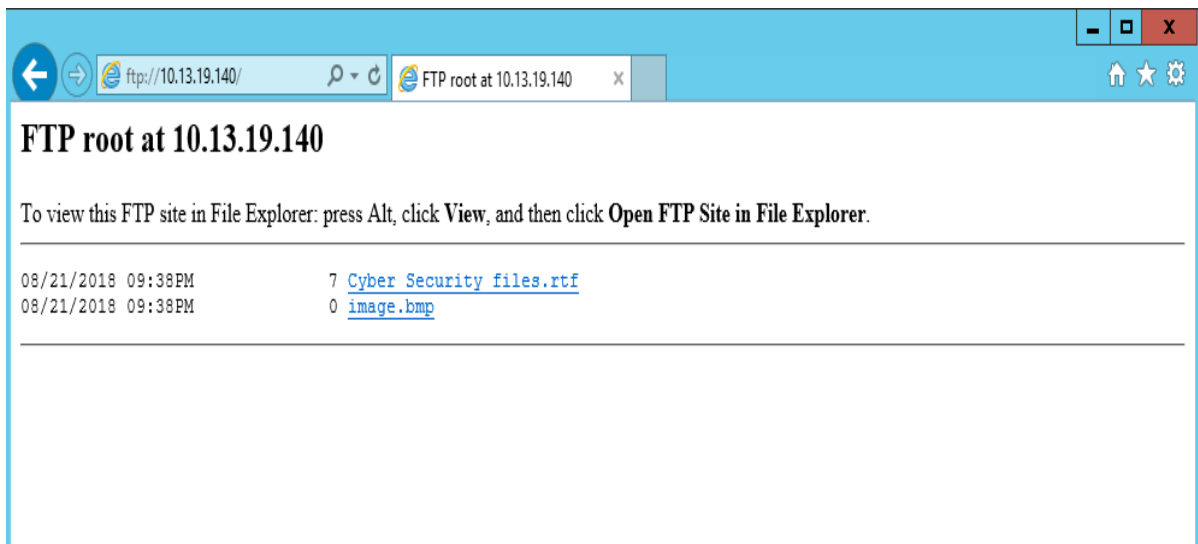 ftp://10.13.19.140/
FTP root at 10.13.19.140
FTP root at 10.13.19.140
To view this FTP site in File Explorer: press Alt, click View, and then click Open FTP Site in File Explorer.
08/21/2018 09:38PM 7 Cyber Security files.rtf
08/21/2018 09:38PM 0 image.bmp